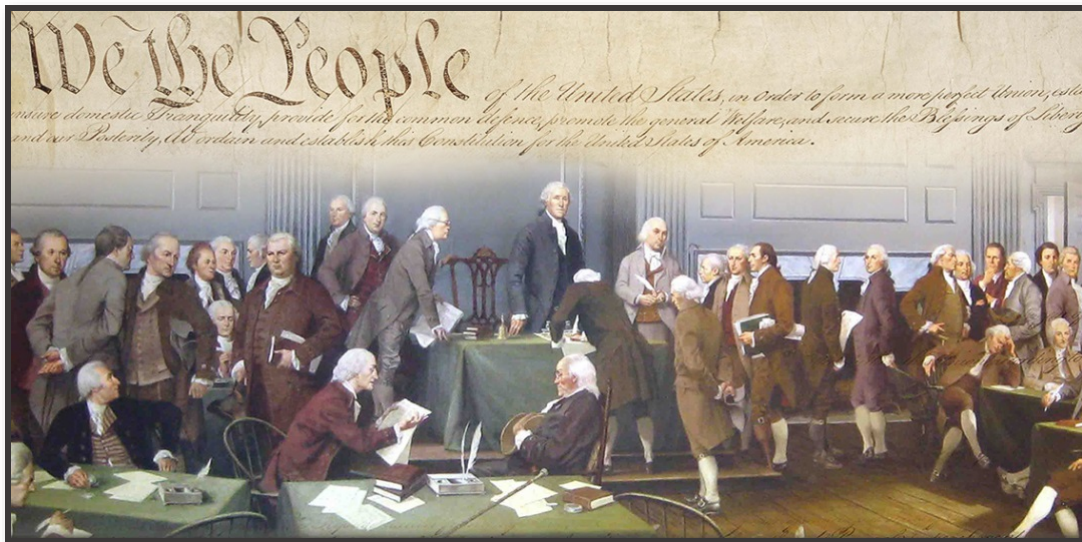 We the People of the United States, in Order to form a more perfect Union,
insure domestic Tranquility, provide for the common defence, promote the general Welfare, and secure the Blessings of
and our Posterity, do ordain and establish this Constitution for the United States of America.